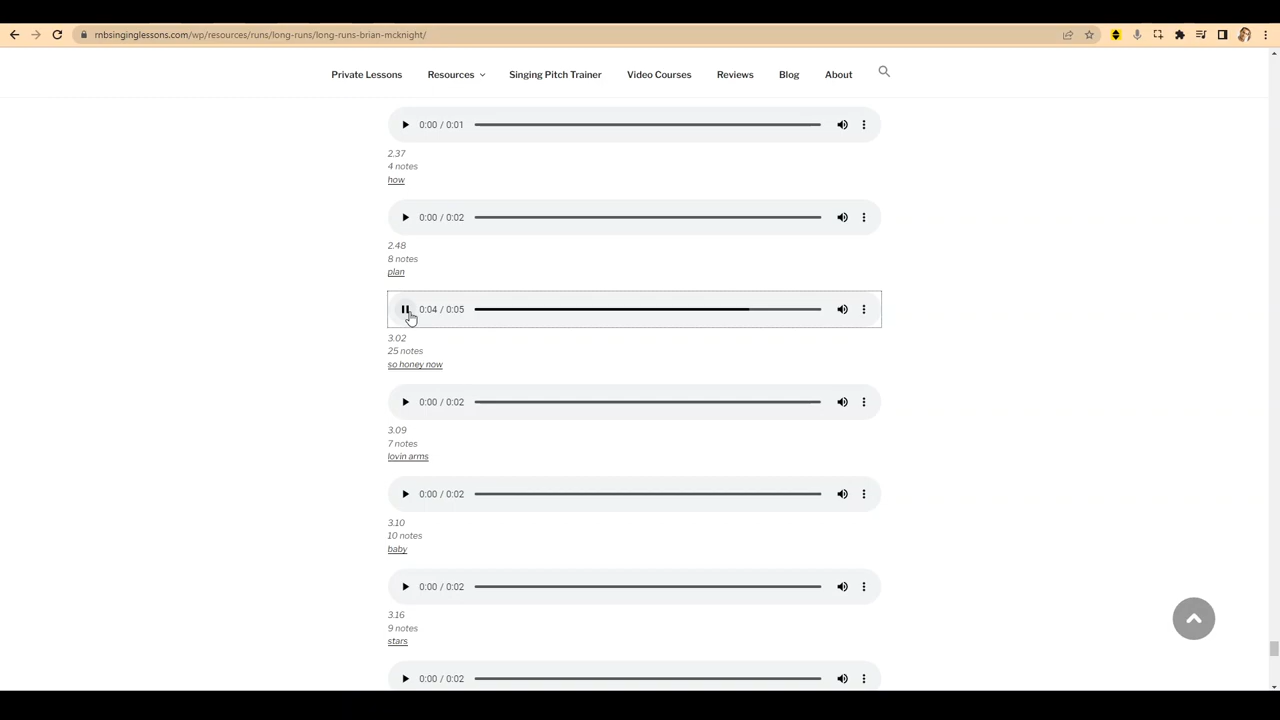 rnbsinginglessons.com/wp/resources/runs/long-runs/long-runs-brian-mcknight/
Private Lessons Resources Singing Pitch Trainer Video Courses Reviews Blog About
0:00 / 0:01
2.37
4 notes
how
0:00 / 0:02
2.48
8 notes
plan
0:04 / 0:05
3.02
25 notes
so honey now
0:00 / 0:02
3.09
7 notes
lovin arms
0:00 / 0:02
3.10
10 notes
baby
0:00 / 0:02
3.16
9 notes
stars
0:00 / 0:02